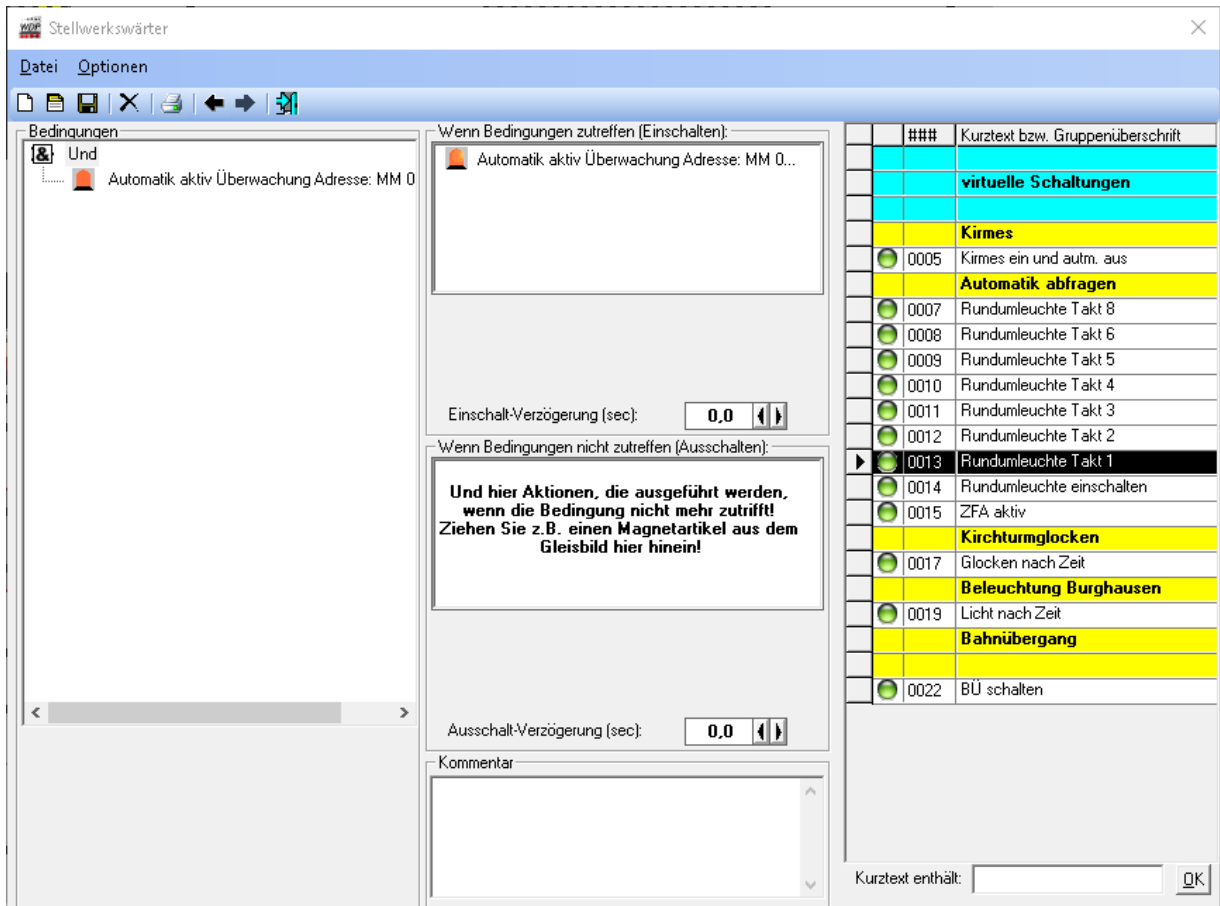 WDP Stellwerkswärter
Datei Optionen
Bedingungen
& Und
Automatik aktiv Überwachung Adresse: MM 0
Wenn Bedingungen zutreffen (Einschalten):
Automatik aktiv Überwachung Adresse: MM 0...
Einschalt-Verzögerung (sec): 0,0
Wenn Bedingungen nicht zutreffen (Ausschalten):
Und hier Aktionen, die ausgeführt werden,
wenn die Bedingung nicht mehr zutrifft!
Ziehen Sie z.B. einen Magnetartikel aus dem
Gleisbild hier hinein!
Ausschalt-Verzögerung (sec): 0,0
Kommentar
### Kurztext bzw. Gruppenüberschrift
virtuelle Schaltungen
Kirmes
0005 Kirmes ein und autm. aus
Automatik abfragen
0007 Rundumleuchte Takt 8
0008 Rundumleuchte Takt 6
0009 Rundumleuchte Takt 5
0010 Rundumleuchte Takt 4
0011 Rundumleuchte Takt 3
0012 Rundumleuchte Takt 2
0013 Rundumleuchte Takt 1
0014 Rundumleuchte einschalten
0015 ZFA aktiv
Kirchturmglocken
0017 Glocken nach Zeit
Beleuchtung Burghausen
0019 Licht nach Zeit
Bahnübergang
0022 BÜ schalten
Kurztext enthält: OK